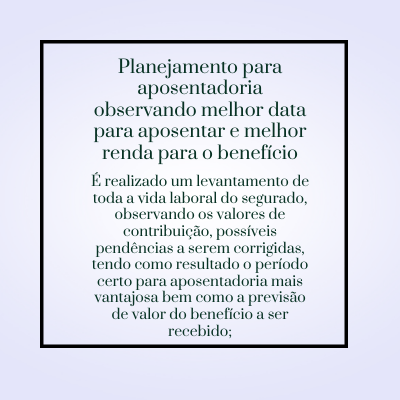 Planejamento para
aposentadoria
observando melhor data
para aposentar e melhor
renda para o benefício
É realizado um levantamento de
toda a vida laboral do segurado,
observando os valores de
contribuição, possíveis
pendências a serem corrigidas,
tendo como resultado o período
certo para aposentadoria mais
vantajosa bem como a previsão
de valor do benefício a ser
recebido;